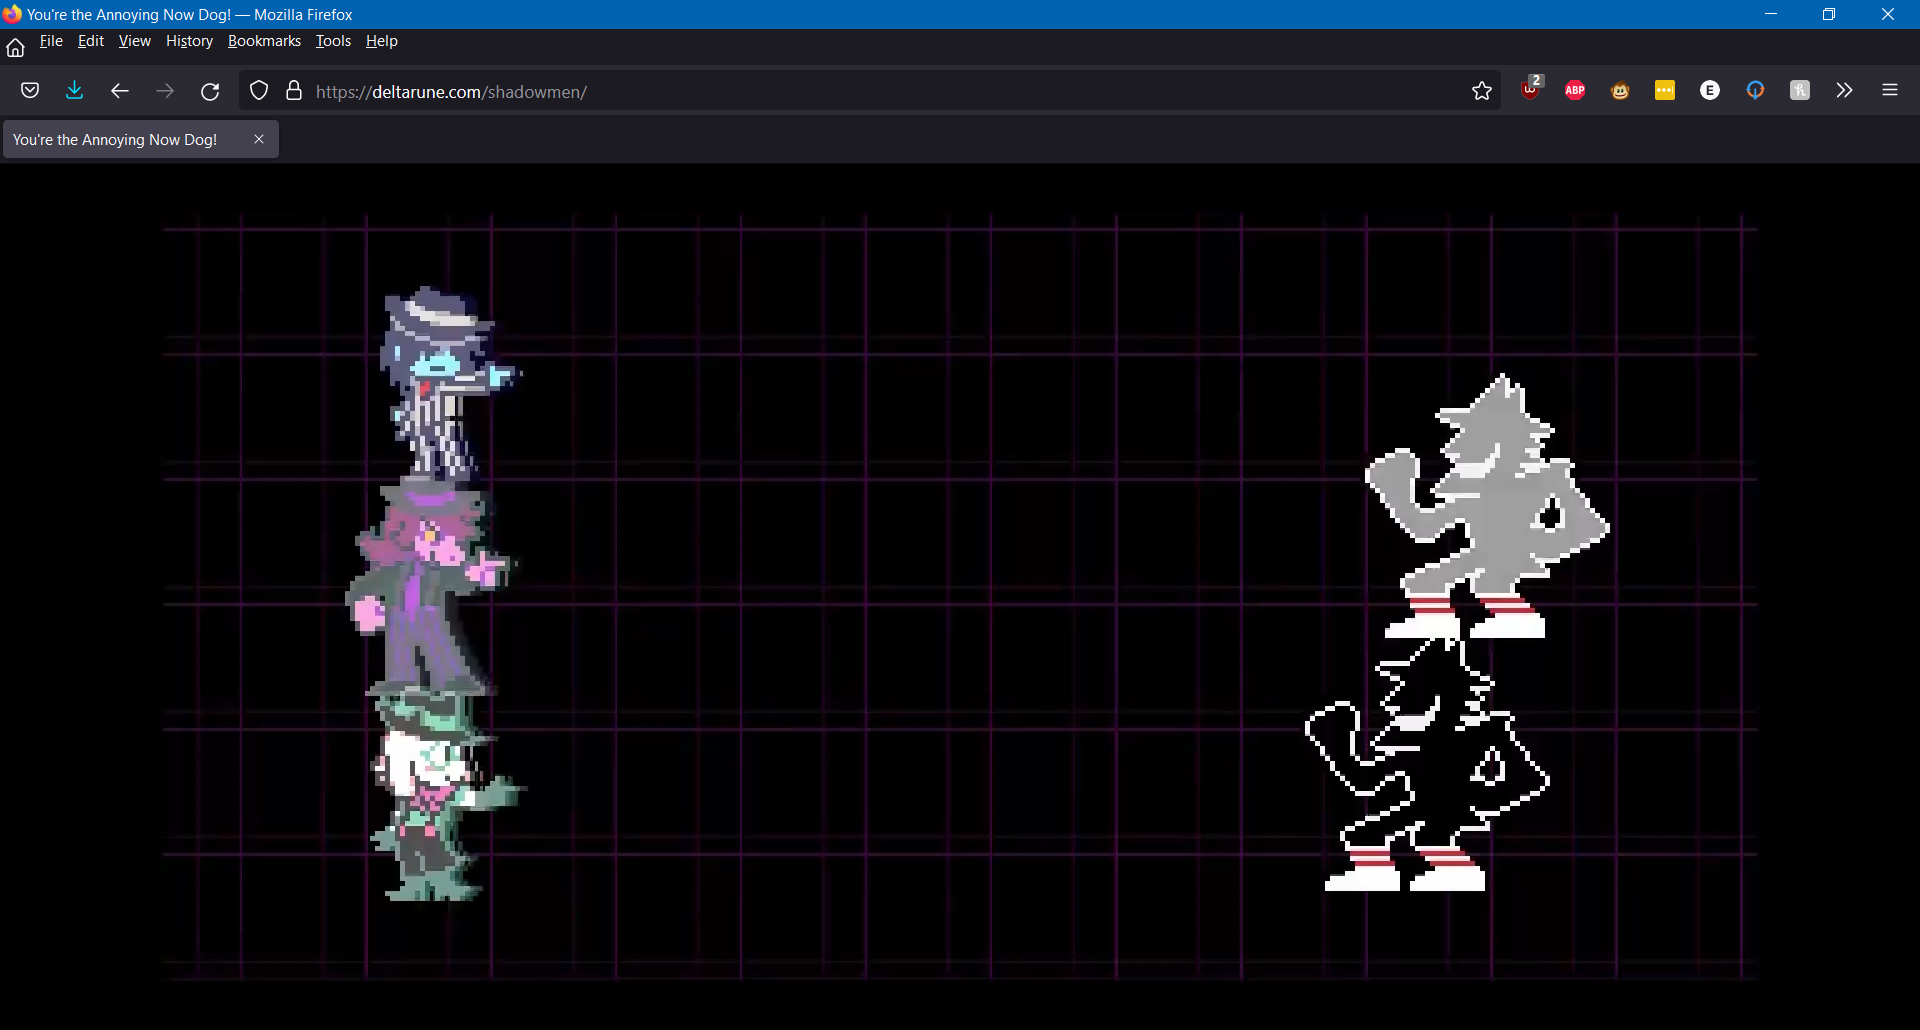 You're the Annoying Now Dog! — Mozilla Firefox
File Edit View History Bookmarks Tools Help
https://deltarune.com/shadowmen/
2
ABP
E
You're the Annoying Now Dog!